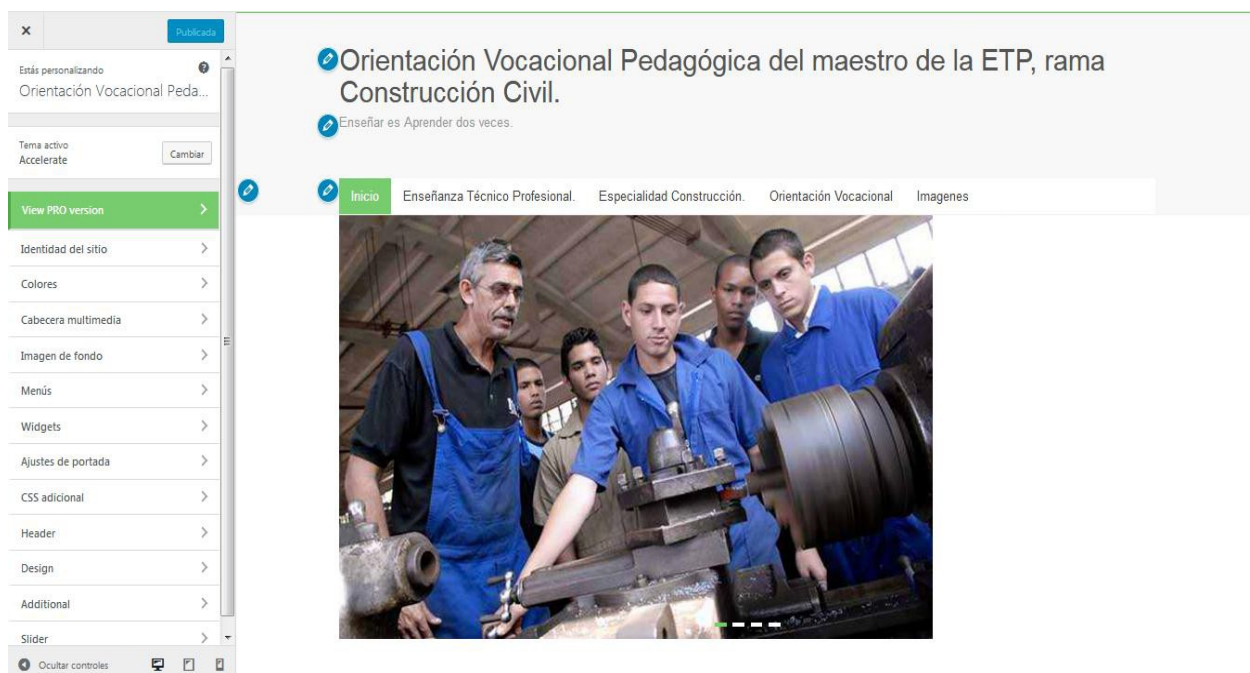 Publicada
Estás personalizando
Orientación Vocacional Peda...
Tema activo
Accelerate
Cambiar
View PRO version
Identidad del sitio
Colores
Cabecera multimedia
Imagen de fondo
Menús
Widgets
Ajustes de portada
CSS adicional
Header
Design
Additional
Slider
Ocultar controles
Orientación Vocacional Pedagógica del maestro de la ETP, rama
Construcción Civil.
Enseñar es Aprender dos veces.
Inicio Enseñanza Técnico Profesional. Especialidad Construcción. Orientación Vocacional Imagenes